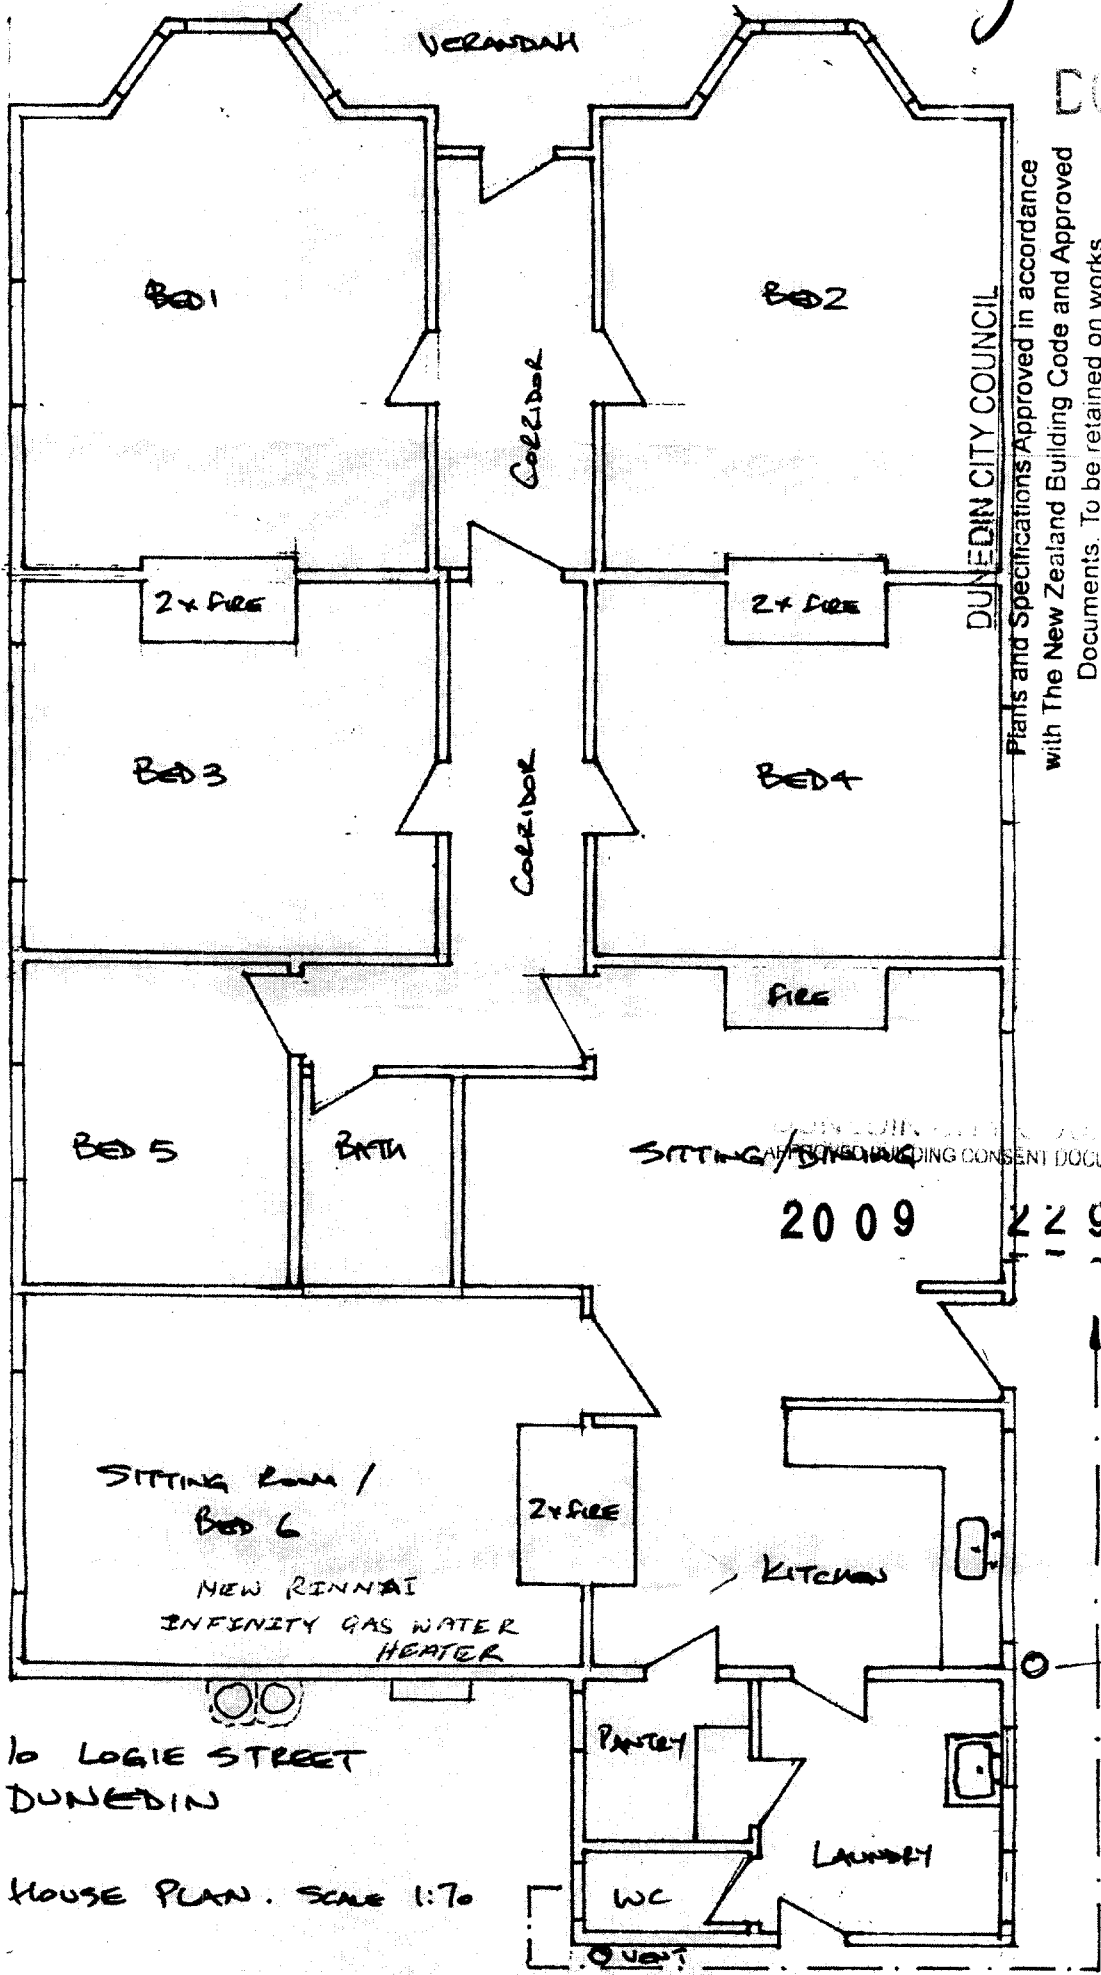 VERANDAH
BED 1
BED 2
CORRIDOR
DUNEDIN CITY COUNCIL
Plans and Specifications Approved in accordance
with The New Zealand Building Code and Approved
Documents. To be retained on works
2x FIRE
2x FIRE
BED 3
BED 4
CORRIDOR
FIRE
BED 5
BATH
SITTING/DINING
APPROVED BUILDING CONSENT DOCU
2009
SITTING ROOM /
BED 6
2x FIRE
KITCHEN
NEW RINNAI
INFINITY GAS WATER
HEATER
PANTRY
LAUNDRY
WC
VENT
10 LOGIE STREET
DUNEDIN
HOUSE PLAN. SCALE 1:70